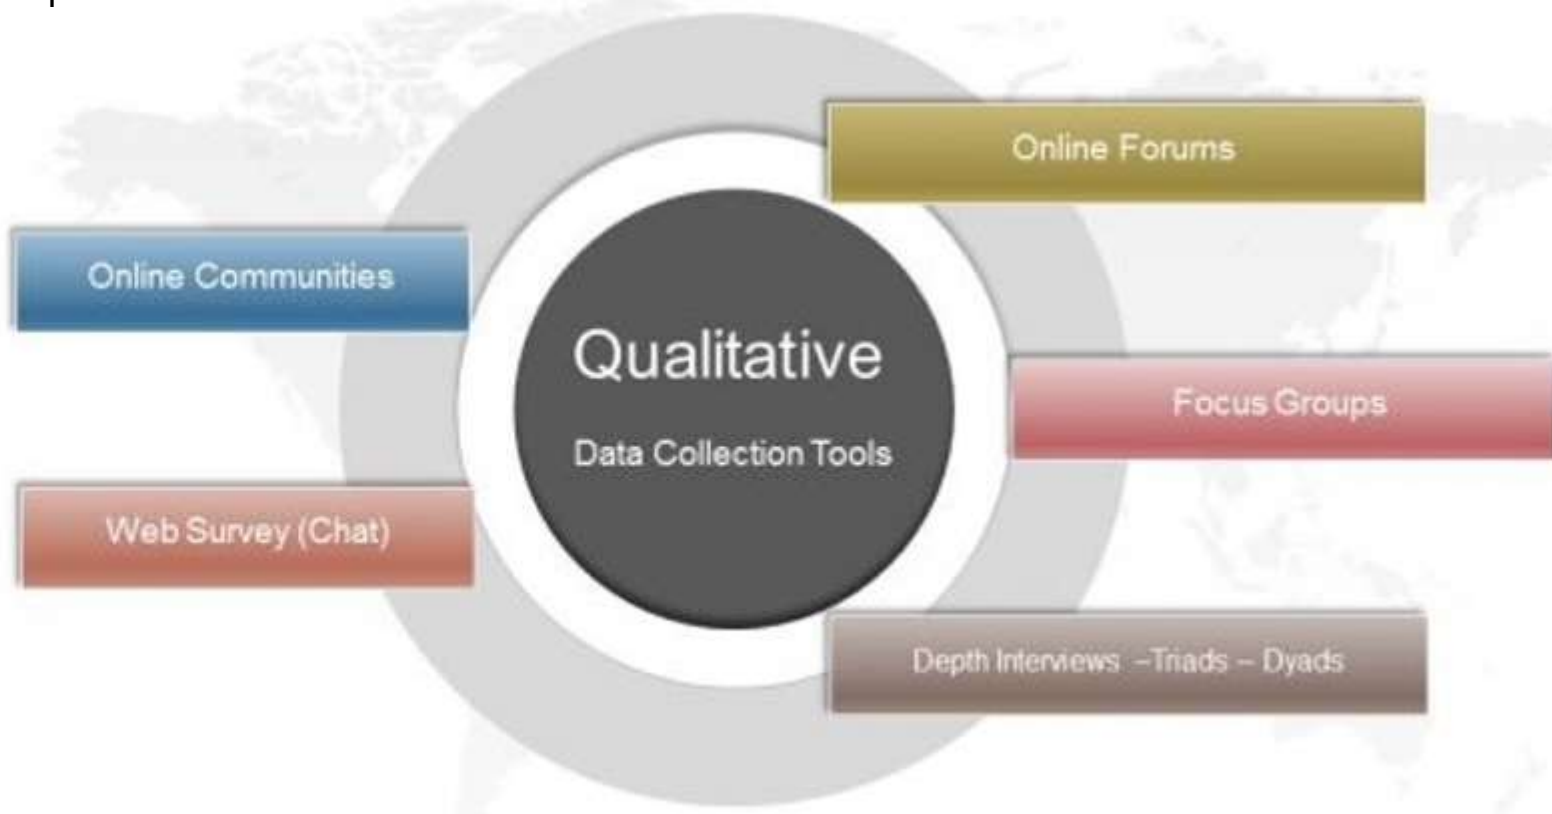 Online Forums
Online Communities
Qualitative
Data Collection Tools
Focus Groups
Web Survey (Chat)
Depth Interviews –Triads – Dyads